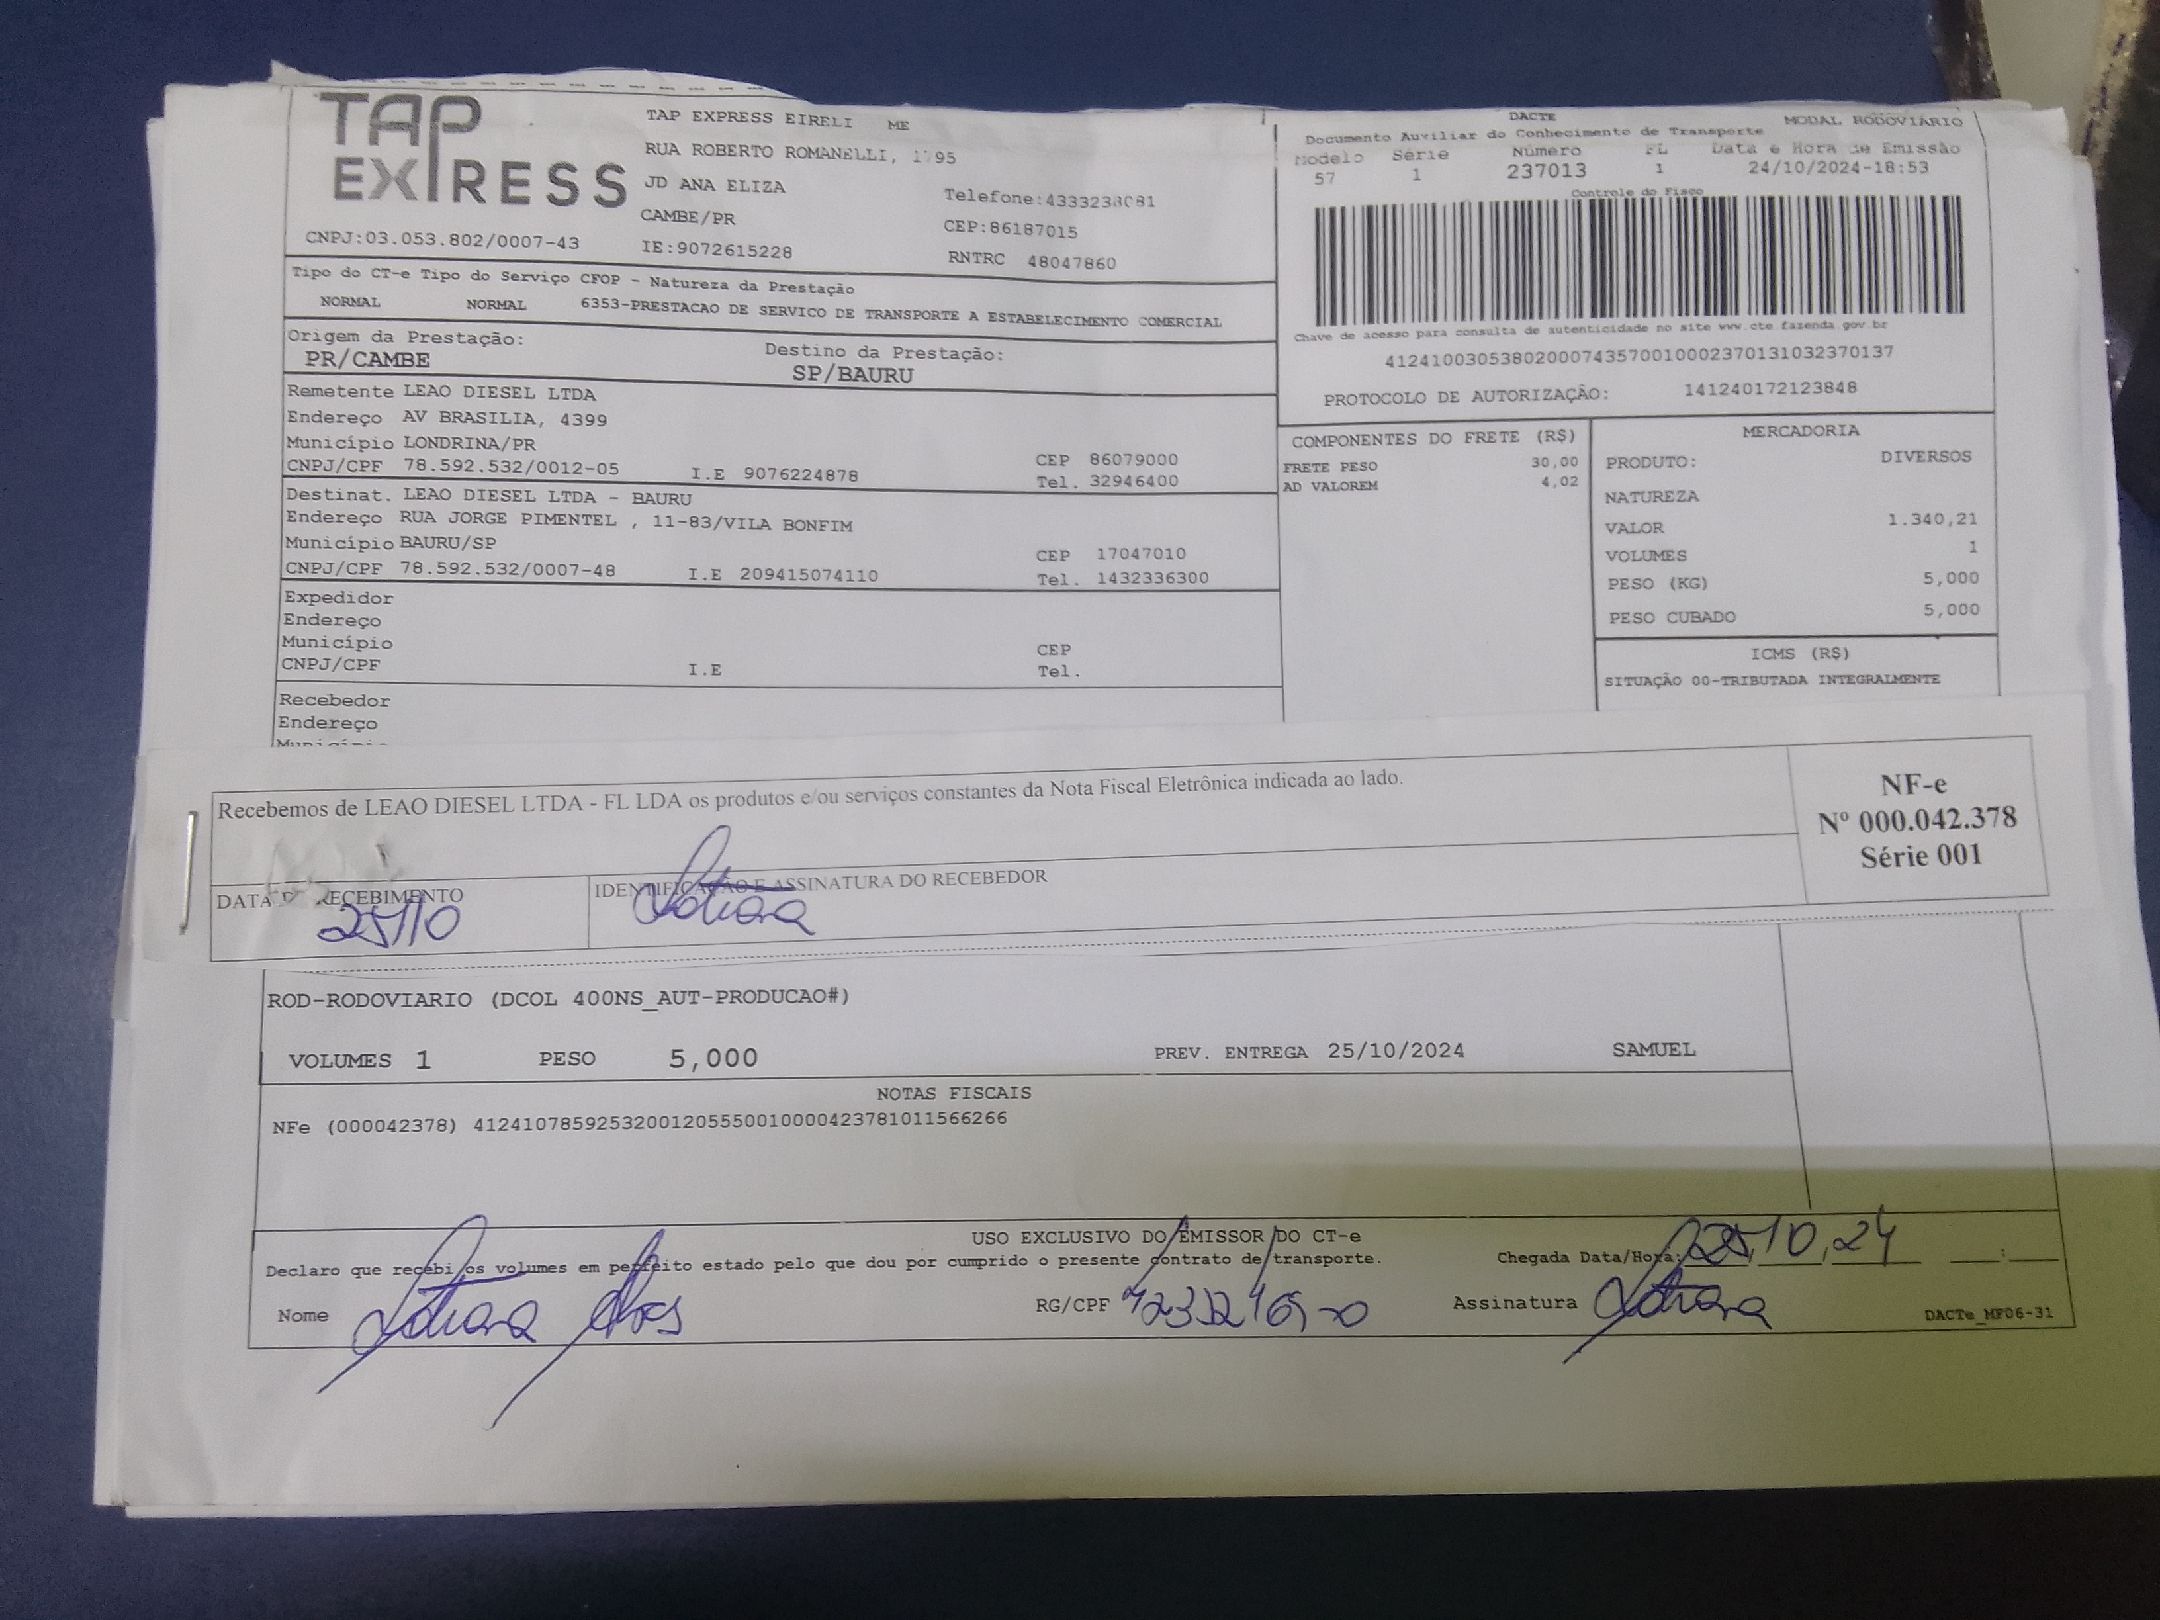 TAP EXPRESS
TAP EXPRESS EIRELI ME
RUA ROBERTO ROMANELLI, 1795
JD ANA ELIZA
Telefone:4333238081
CAMBE/PR
CEP:86187015
CNPJ:03.053.802/0007-43
IE:9072615228
RNTRC 48047860
DACTE
MODAL RODOVIÁRIO
Documento Auxiliar do Conhecimento de Transporte
Modelo Série Número FL Data e Hora de Emissão
57 1 237013 1 24/10/2024-18:53
Controle do Fisco
Chave de acesso para consulta de autenticidade no site www.cte.fazenda.gov.br
41241003053802000743570010002370131032370137
PROTOCOLO DE AUTORIZAÇÃO: 141240172123848
Tipo do CT-e Tipo do Serviço CFOP - Natureza da Prestação
NORMAL NORMAL 6353-PRESTACAO DE SERVICO DE TRANSPORTE A ESTABELECIMENTO COMERCIAL
Origem da Prestação: Destino da Prestação:
PR/CAMBE SP/BAURU
Remetente LEAO DIESEL LTDA
Endereço AV BRASILIA, 4399
Município LONDRINA/PR CEP 86079000
CNPJ/CPF 78.592.532/0012-05 I.E 9076224878 Tel. 32946400
Destinat. LEAO DIESEL LTDA - BAURU
Endereço RUA JORGE PIMENTEL , 11-83/VILA BONFIM
Município BAURU/SP CEP 17047010
CNPJ/CPF 78.592.532/0007-48 I.E 209415074110 Tel. 1432336300
Expedidor
Endereço
Município CEP
CNPJ/CPF I.E Tel.
Recebedor
Endereço
COMPONENTES DO FRETE (R$)
FRETE PESO 30,00
AD VALOREM 4,02
MERCADORIA
PRODUTO: DIVERSOS
NATUREZA
VALOR 1.340,21
VOLUMES 1
PESO (KG) 5,000
PESO CUBADO 5,000
ICMS (R$)
SITUAÇÃO 00-TRIBUTADA INTEGRALMENTE
Recebemos de LEAO DIESEL LTDA - FL LDA os produtos e/ou serviços constantes da Nota Fiscal Eletrônica indicada ao lado.
NF-e
Nº 000.042.378
Série 001
DATA RECEBIMENTO IDENTIFICAÇÃO E ASSINATURA DO RECEBEDOR
25/10
ROD-RODOVIARIO (DCOL 400NS_AUT-PRODUCAO#)
VOLUMES 1 PESO 5,000 PREV. ENTREGA 25/10/2024 SAMUEL
NOTAS FISCAIS
NFe (000042378) 41241078592532001205550010000423781011566266
USO EXCLUSIVO DO EMISSOR DO CT-e
Declaro que recebi os volumes em perfeito estado pelo que dou por cumprido o presente contrato de transporte. Chegada Data/Hora: 25,10,24 :
Nome RG/CPF Assinatura DACTe_MF06-31